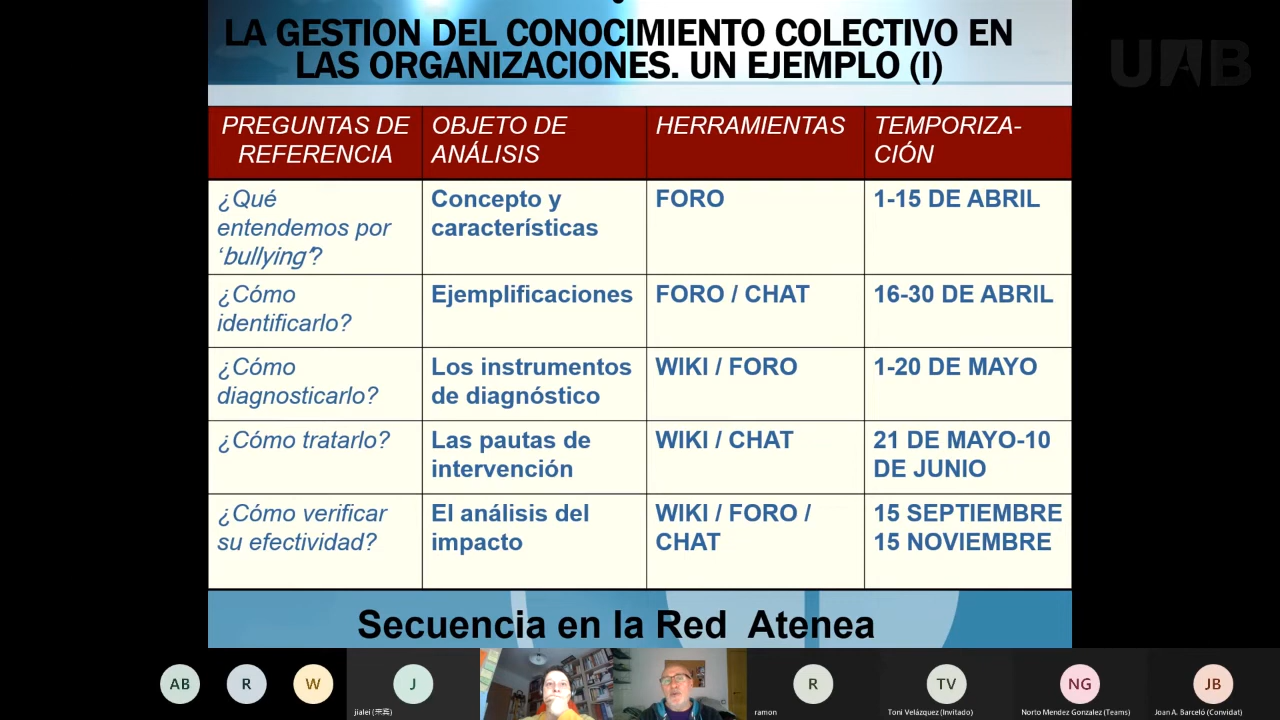 LA GESTION DEL CONOCIMIENTO COLECTIVO EN
LAS ORGANIZACIONES. UN EJEMPLO (I)
UAB
PREGUNTAS DE
REFERENCIA
OBJETO DE
ANÁLISIS
HERRAMIENTAS
TEMPORIZA-
CIÓN
¿Qué
entendemos por
‘bullying’?
Concepto y
características
FORO
1-15 DE ABRIL
¿Cómo
identificarlo?
Ejemplificaciones
FORO / CHAT
16-30 DE ABRIL
¿Cómo
diagnosticarlo?
Los instrumentos
de diagnóstico
WIKI / FORO
1-20 DE MAYO
¿Cómo tratarlo?
Las pautas de
intervención
WIKI / CHAT
21 DE MAYO-10
DE JUNIO
¿Cómo verificar
su efectividad?
El análisis del
impacto
WIKI / FORO /
CHAT
15 SEPTIEMBRE
15 NOVIEMBRE
Secuencia en la Red Atenea
AB
R
W
J
R
TV
NG
JB
ramon
Toni Velázquez (Invitado)
Norto Mendez Gonzalez (Teams)
Joan A. Barceló (Convidat)